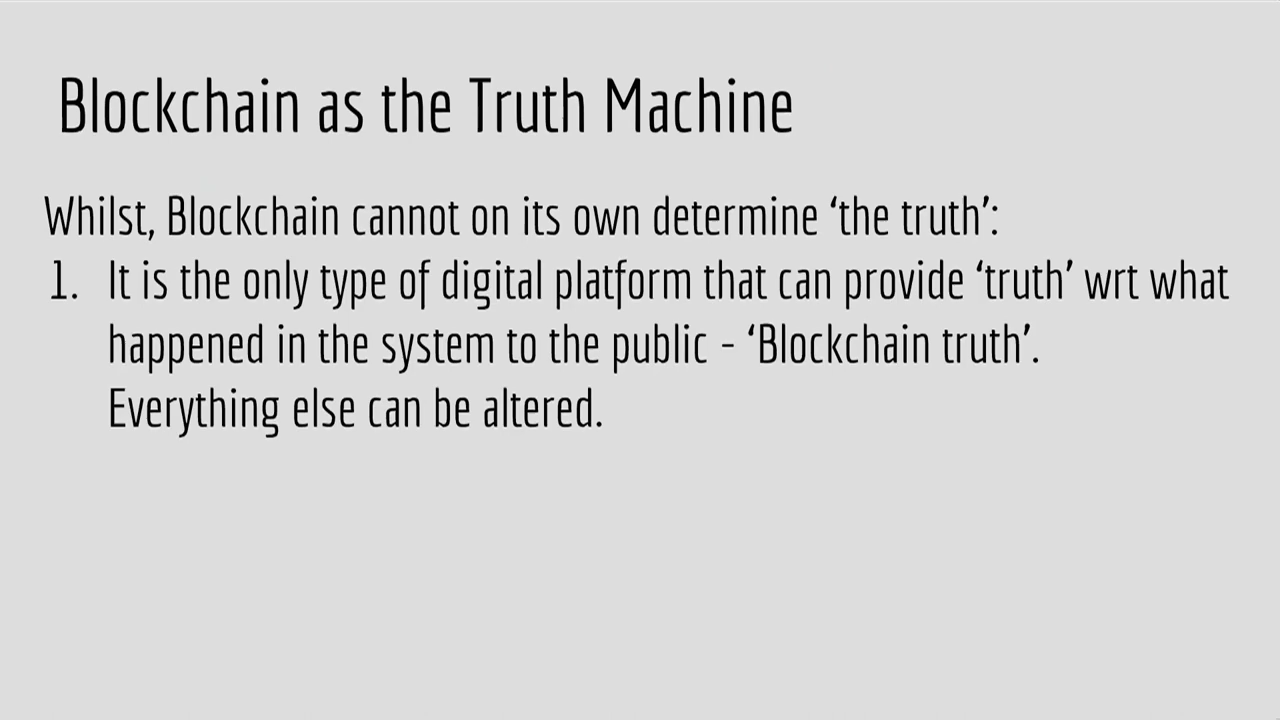 Blockchain as the Truth Machine
Whilst, Blockchain cannot on its own determine ‘the truth’:
1. It is the only type of digital platform that can provide ‘truth’ wrt what
happened in the system to the public - ‘Blockchain truth’.
Everything else can be altered.